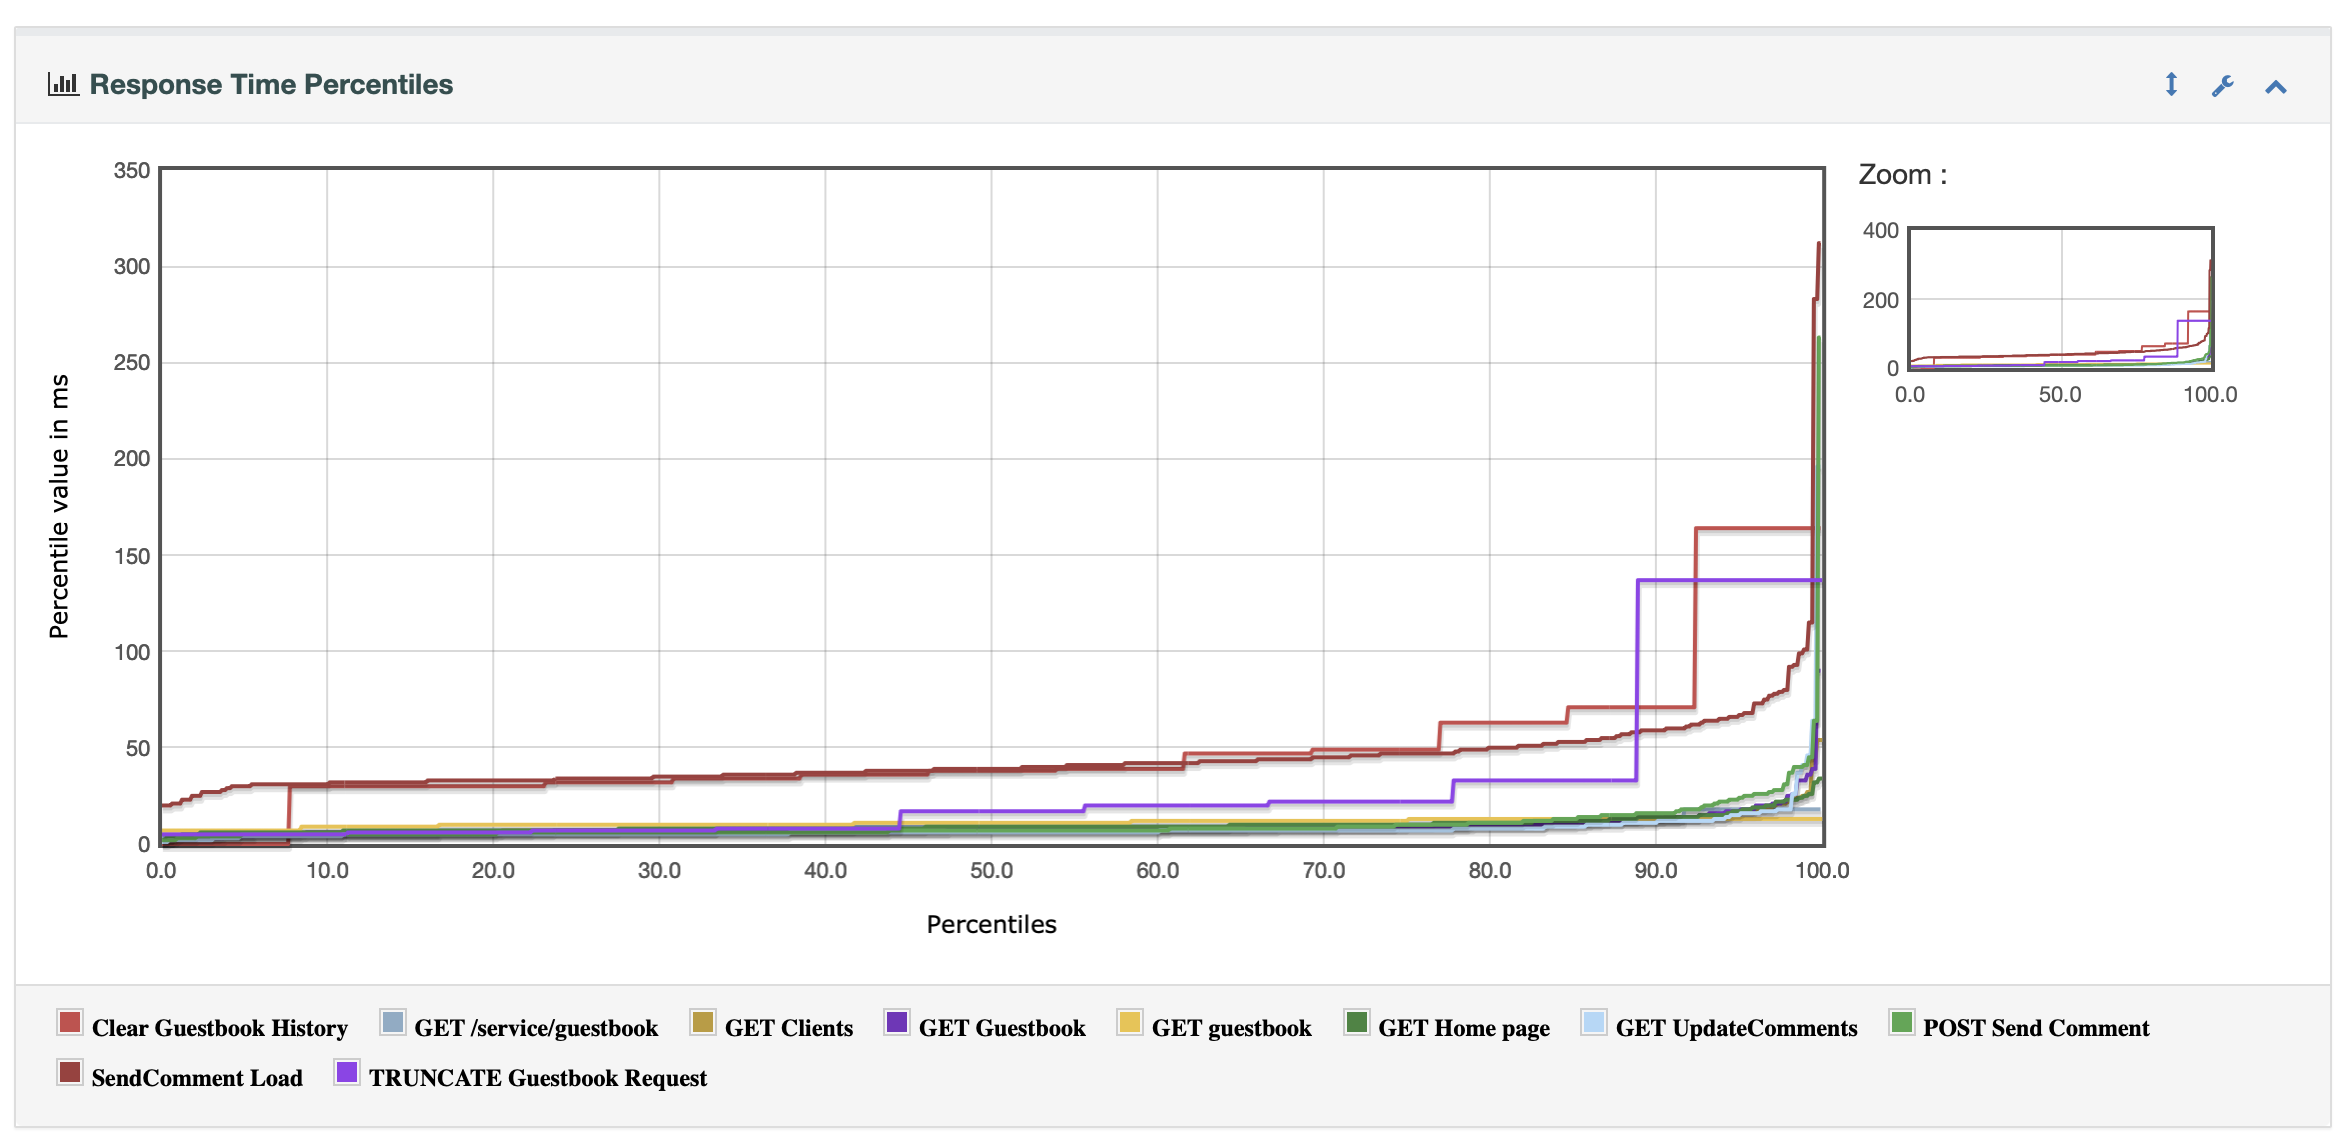 Response Time Percentiles
Zoom :
350
300
250
200
150
100
50
0
Percentile value in ms
0.0 10.0 20.0 30.0 40.0 50.0 60.0 70.0 80.0 90.0 100.0
Percentiles
400
200
0
0.0 50.0 100.0
Clear Guestbook History GET /service/guestbook GET Clients GET Guestbook GET guestbook GET Home page GET UpdateComments POST Send Comment
SendComment Load TRUNCATE Guestbook Request